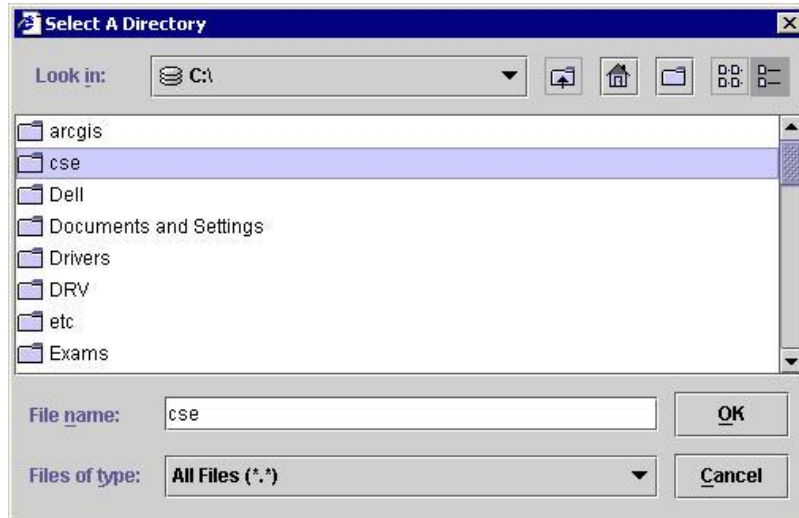 Select A Directory
Look in: C:\
arcgis
cse
Dell
Documents and Settings
Drivers
DRV
etc
Exams
File name: cse OK
Files of type: All Files (*.*) Cancel